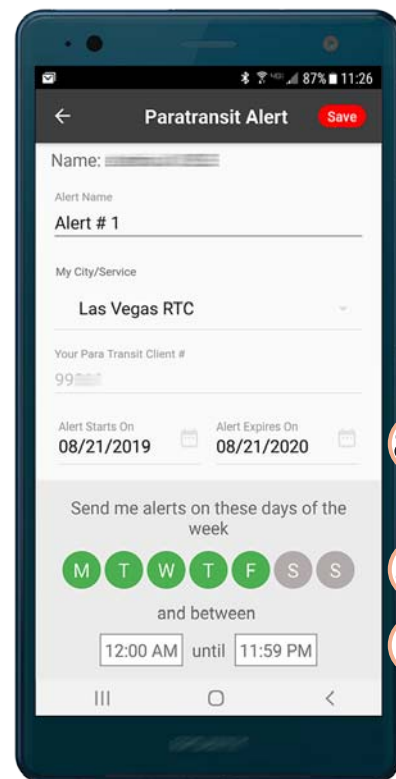 87% 11:26
Paratransit Alert Save
Name:
Alert Name
Alert # 1
My City/Service
Las Vegas RTC
Your Para Transit Client #
99
Alert Starts On Alert Expires On
08/21/2019 08/21/2020
Send me alerts on these days of the
week
M T W T F S S
and between
12:00 AM until 11:59 PM